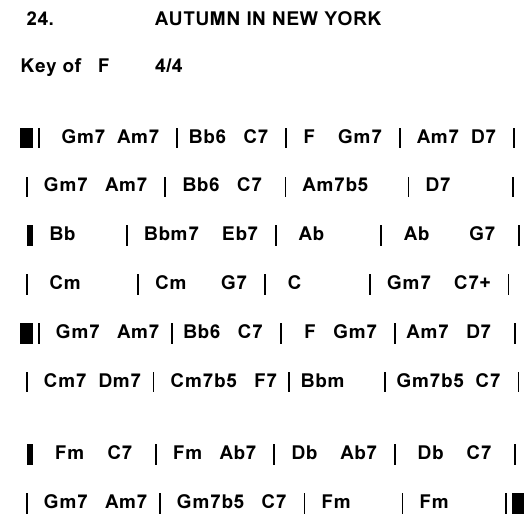 24. AUTUMN IN NEW YORK
Key of F 4/4
| Gm7 Am7 | Bb6 C7 | F Gm7 | Am7 D7 |
| Gm7 Am7 | Bb6 C7 | Am7b5 | D7 |
| Bb | Bbm7 Eb7 | Ab | Ab G7 |
| Cm | Cm G7 | C | Gm7 C7+ |
| Gm7 Am7 | Bb6 C7 | F Gm7 | Am7 D7 |
| Cm7 Dm7 | Cm7b5 F7 | Bbm | Gm7b5 C7 |
| Fm C7 | Fm Ab7 | Db Ab7 | Db C7 |
| Gm7 Am7 | Gm7b5 C7 | Fm | Fm |